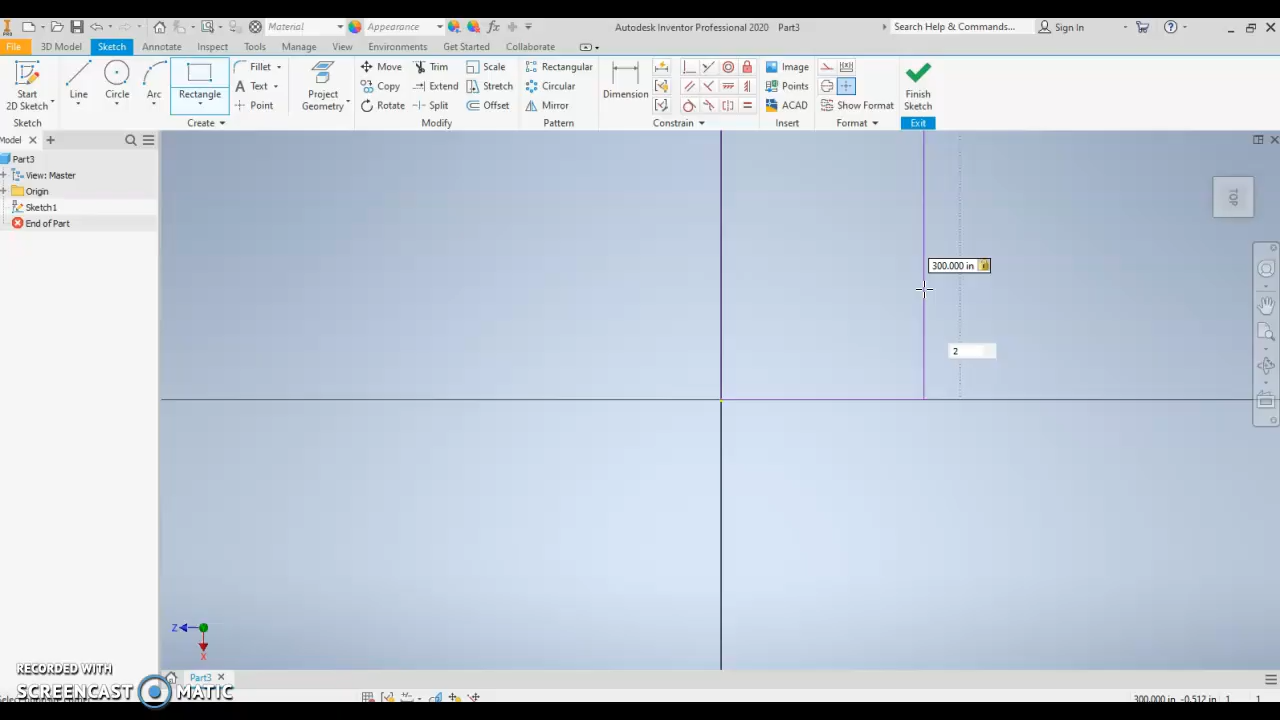 Material
Appearance
Autodesk Inventor Professional 2020 Part3
Search Help & Commands...
Sign In
File 3D Model Sketch Annotate Inspect Tools Manage View Environments Get Started Collaborate
Start 2D Sketch
Line
Circle
Arc
Rectangle
Fillet
Text
Point
Project Geometry
Move Trim Scale
Copy Extend Stretch
Rotate Split Offset
Rectangular
Circular
Mirror
Dimension
Image
Points
ACAD
Show Format
Finish Sketch
Sketch Create Modify Pattern Constrain Insert Format Exit
Model
Part3
View: Master
Origin
Sketch1
End of Part
TOP
300.000 in
2
Z
X
RECORDED WITH
SCREENCAST MATIC
Part3
300.000 in, -0.512 in 1 1